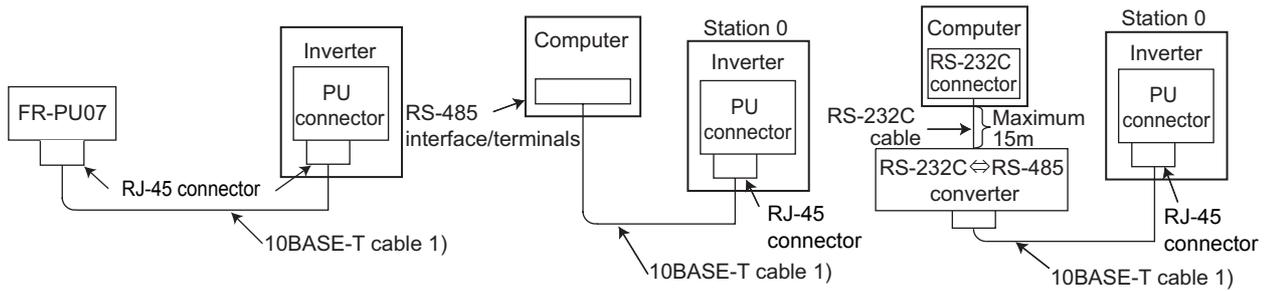 FR-PU07
Inverter
PU
connector
RJ-45 connector
10BASE-T cable 1)
Computer
RS-485
interface/terminals
Station 0
Inverter
PU
connector
RJ-45
connector
10BASE-T cable 1)
Computer
RS-232C
connector
RS-232C
cable
Maximum
15m
RS-232C⇔RS-485
converter
Station 0
Inverter
PU
connector
RJ-45
connector
10BASE-T cable 1)